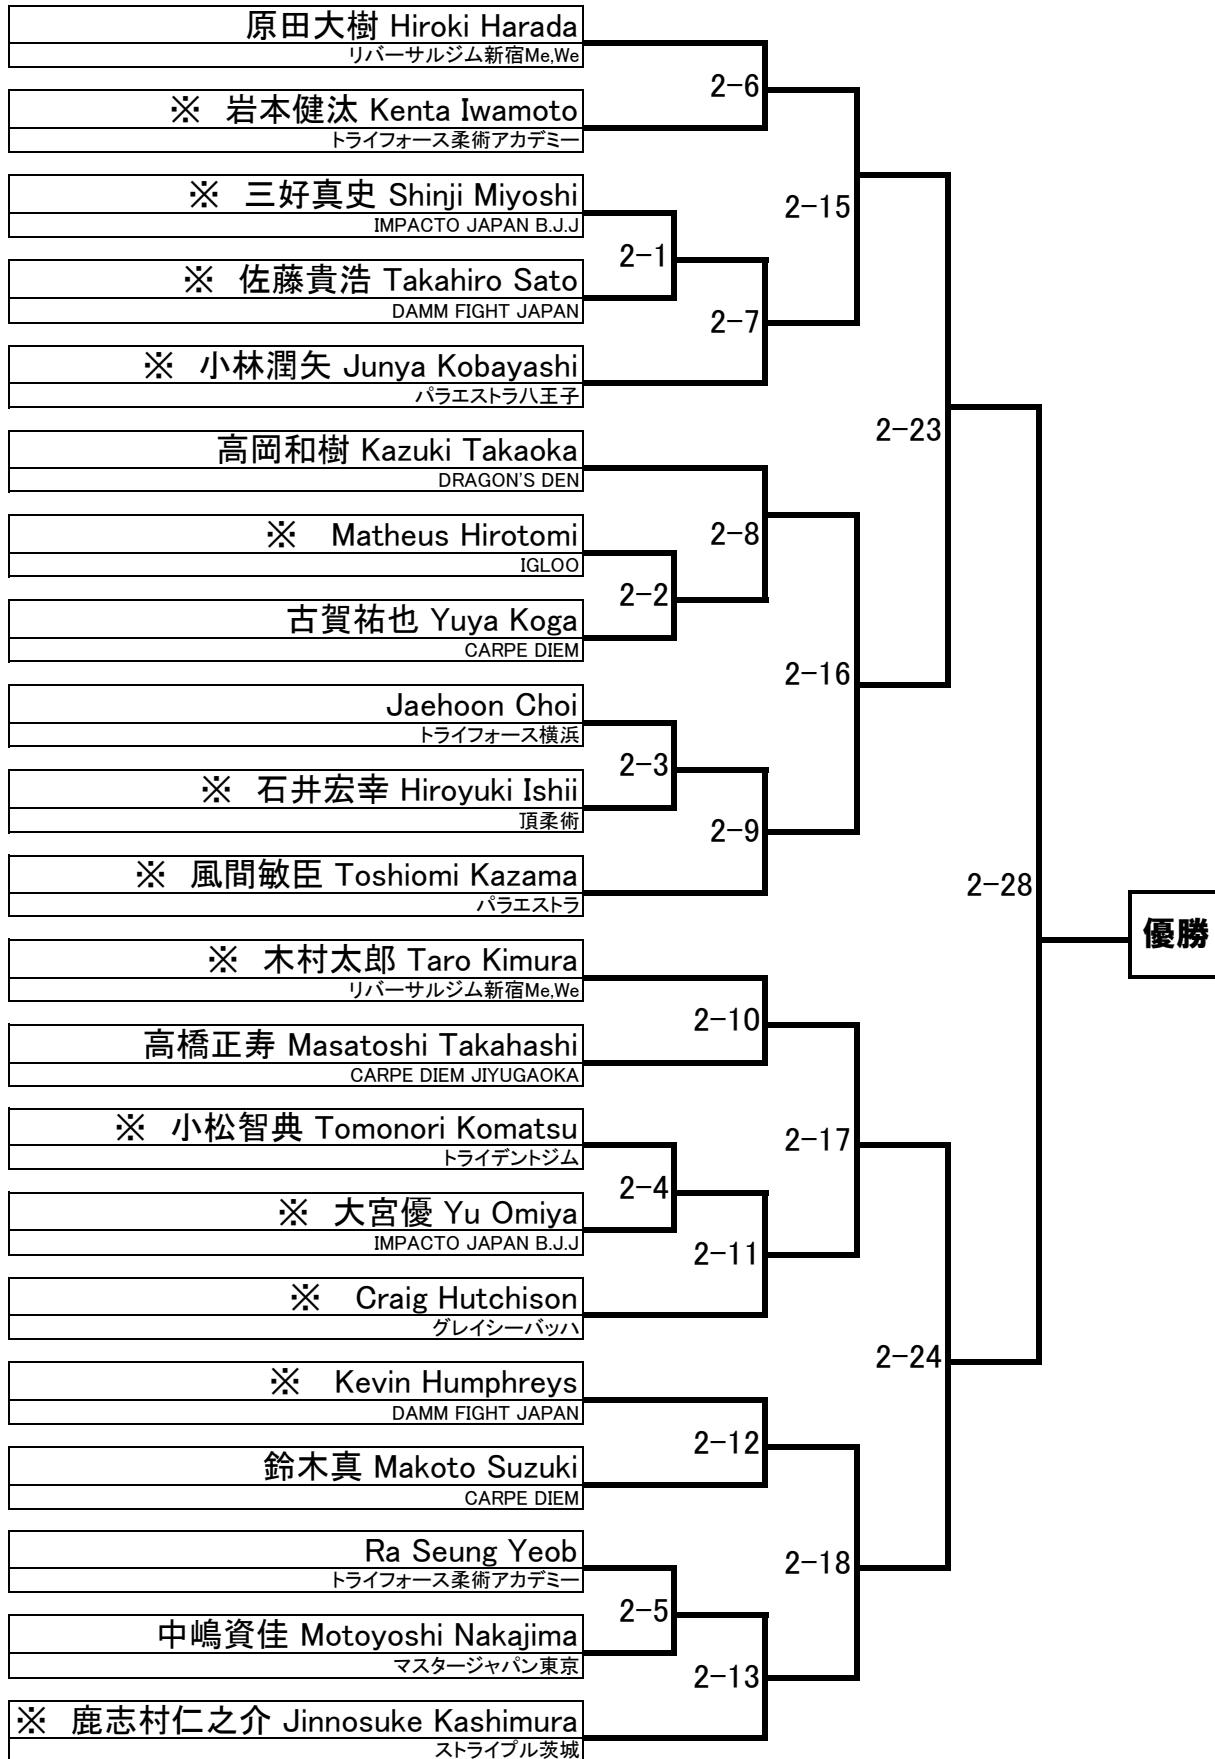 原田大樹 Hiroki Harada
リバーサルジム新宿Me,We
2-6
※ 岩本健汰 Kenta Iwamoto
トライフォース柔術アカデミー
※ 三好真史 Shinji Miyoshi
2-15
IMPACTO JAPAN B.J.J
2-1
※ 佐藤貴浩 Takahiro Sato
DAMM FIGHT JAPAN
2-7
※ 小林潤矢 Junya Kobayashi
パラエストラ八王子
2-23
高岡和樹 Kazuki Takaoka
DRAGON'S DEN
※ Matheus Hirotomi
2-8
IGLOO
2-2
古賀祐也 Yuya Koga
CARPE DIEM
2-16
Jaehoon Choi
トライフォース横浜
2-3
※ 石井宏幸 Hiroyuki Ishii
頂柔術
2-9
※ 風間敏臣 Toshiomi Kazama
2-28
パラエストラ
優勝
※ 木村太郎 Taro Kimura
リバーサルジム新宿Me,We
2-10
高橋正寿 Masatoshi Takahashi
CARPE DIEM JIYUGAOKA
※ 小松智典 Tomonori Komatsu
2-17
トライデントジム
2-4
※ 大宮優 Yu Omiya
IMPACTO JAPAN B.J.J
2-11
※ Craig Hutchison
グレイシーバッハ
2-24
※ Kevin Humphreys
DAMM FIGHT JAPAN
2-12
鈴木真 Makoto Suzuki
CARPE DIEM
Ra Seung Yeob
2-18
トライフォース柔術アカデミー
2-5
中嶋資佳 Motoyoshi Nakajima
マスタージャパン東京
2-13
※ 鹿志村仁之介 Jinnosuke Kashimura
ストライプル茨城